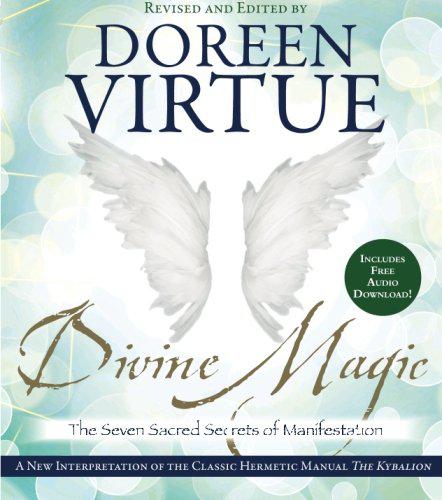 REVISED AND EDITED BY
DOREEN
VIRTUE
INCLUDES
FREE
AUDIO
DOWNLOAD!
Divine Magic
The Seven Sacred Secrets of Manifestation
A NEW INTERPRETATION OF THE CLASSIC HERMETIC MANUAL THE KYBALION